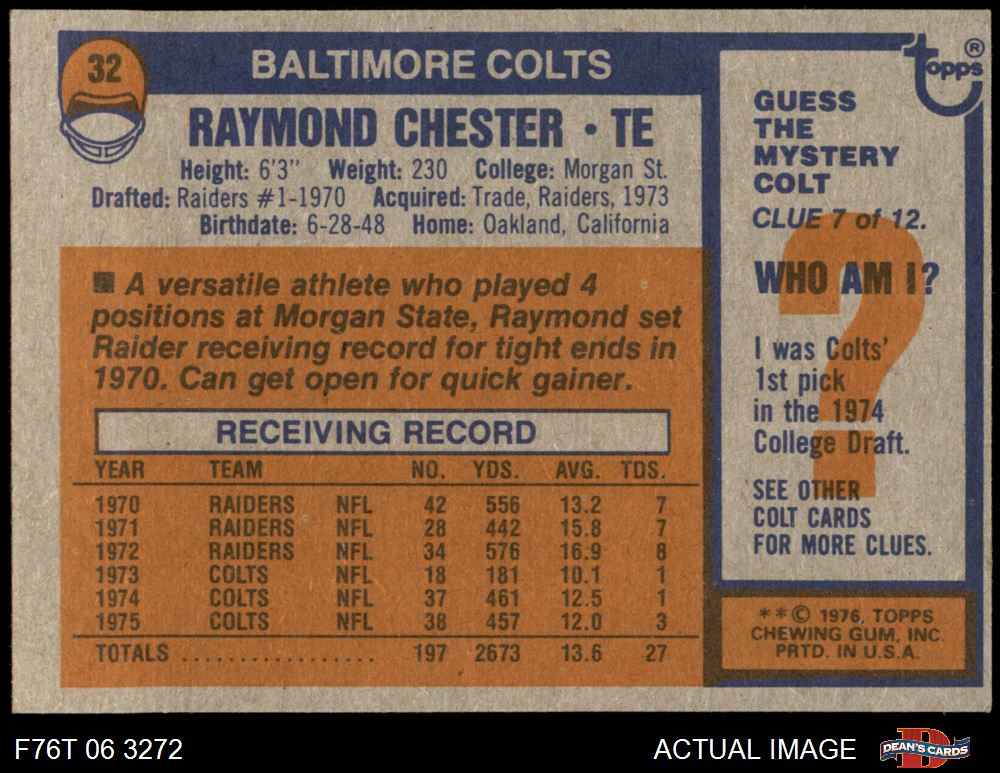 32
BALTIMORE COLTS
RAYMOND CHESTER • TE
Height: 6'3" Weight: 230 College: Morgan St.
Drafted: Raiders #1-1970 Acquired: Trade, Raiders, 1973
Birthdate: 6-28-48 Home: Oakland, California
■ A versatile athlete who played 4
positions at Morgan State, Raymond set
Raider receiving record for tight ends in
1970. Can get open for quick gainer.
RECEIVING RECORD
YEAR TEAM NO. YDS. AVG. TDS.
1970 RAIDERS NFL 42 556 13.2 7
1971 RAIDERS NFL 28 442 15.8 7
1972 RAIDERS NFL 34 576 16.9 8
1973 COLTS NFL 18 181 10.1 1
1974 COLTS NFL 37 461 12.5 1
1975 COLTS NFL 38 457 12.0 3
TOTALS .................. 197 2673 13.6 27
topps ®
GUESS
THE
MYSTERY
COLT
CLUE 7 of 12.
WHO AM I?
?
I was Colts'
1st pick
in the 1974
College Draft.
SEE OTHER
COLT CARDS
FOR MORE CLUES.
**© 1976, TOPPS
CHEWING GUM, INC.
PRTD. IN U.S.A.
F76T 06 3272
ACTUAL IMAGE
D
DEAN'S CARDS